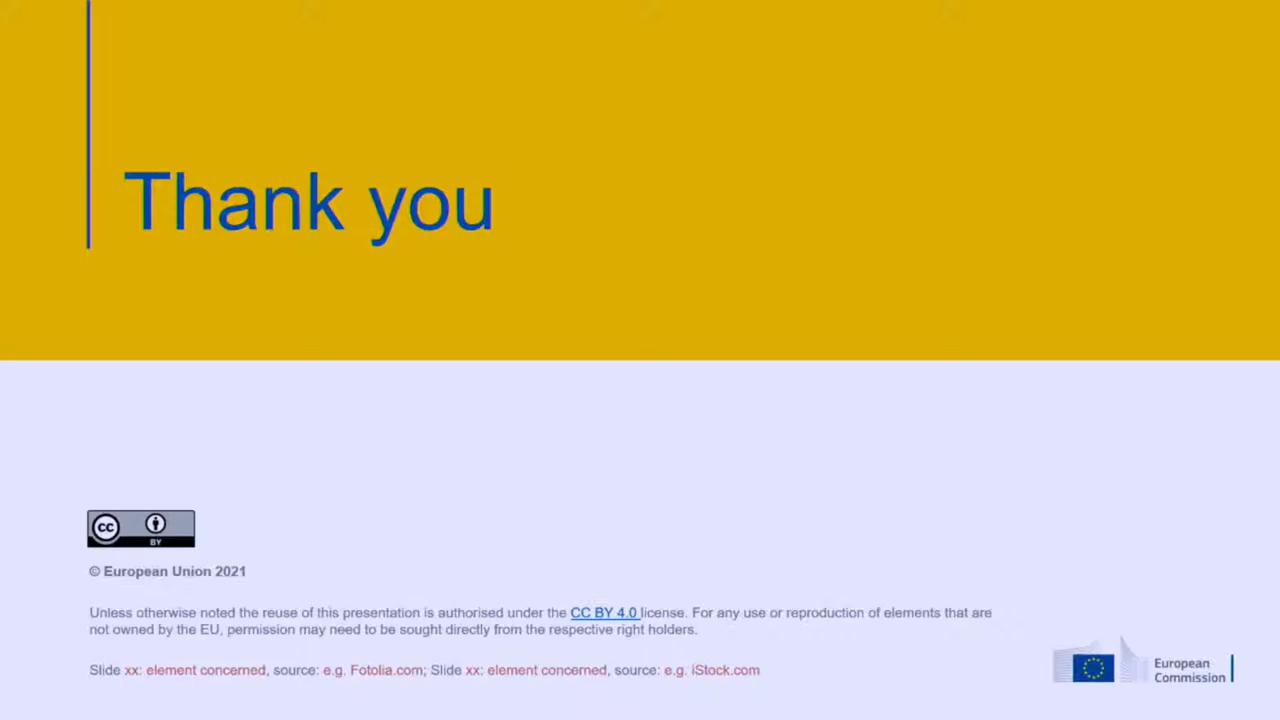 Thank you
cc
BY
© European Union 2021
Unless otherwise noted the reuse of this presentation is authorised under the CC BY 4.0 license. For any use or reproduction of elements that are
not owned by the EU, permission may need to be sought directly from the respective right holders.
Slide xx: element concerned, source: e.g. Fotolia.com; Slide xx: element concerned, source: e.g. iStock.com
European
Commission